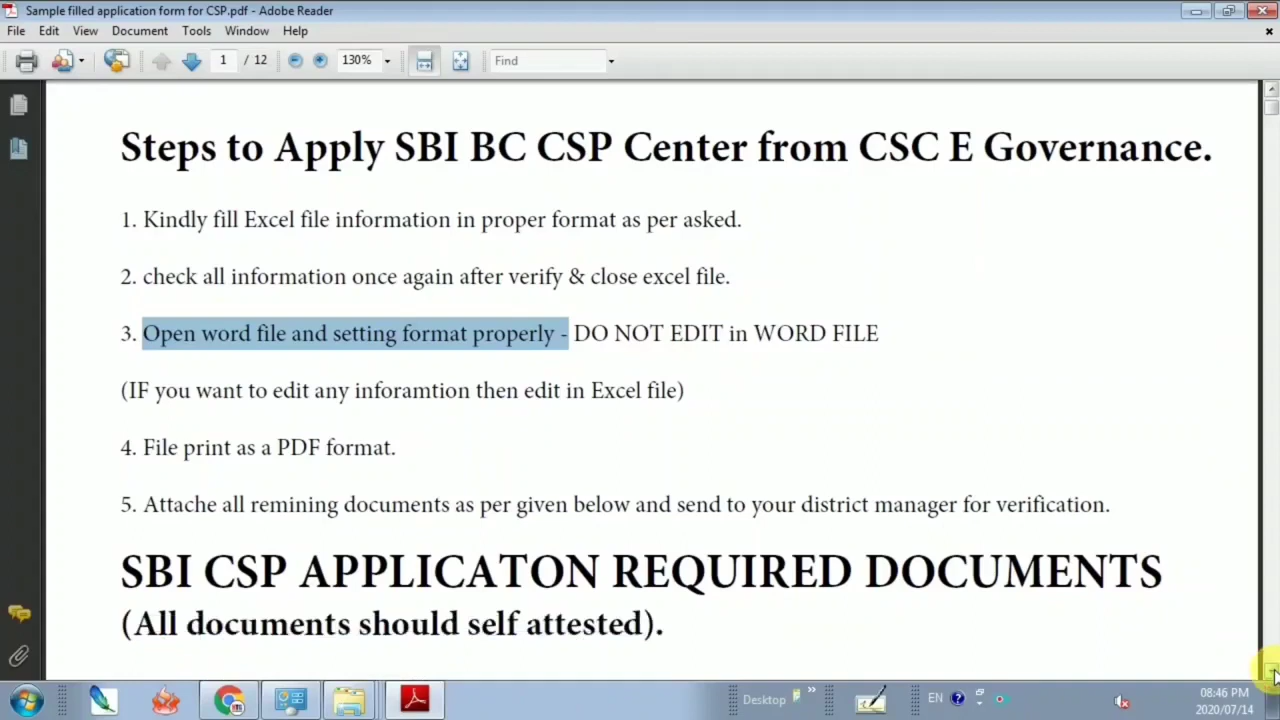 Sample filled application form for CSP.pdf - Adobe Reader
File Edit View Document Tools Window Help
1 / 12 130% Find
Steps to Apply SBI BC CSP Center from CSC E Governance.
1. Kindly fill Excel file information in proper format as per asked.
2. check all information once again after verify & close excel file.
3. Open word file and setting format properly - DO NOT EDIT in WORD FILE
(IF you want to edit any inforamtion then edit in Excel file)
4. File print as a PDF format.
5. Attache all remining documents as per given below and send to your district manager for verification.
SBI CSP APPLICATON REQUIRED DOCUMENTS
(All documents should self attested).
Desktop » EN 08:46 PM
2020/07/14